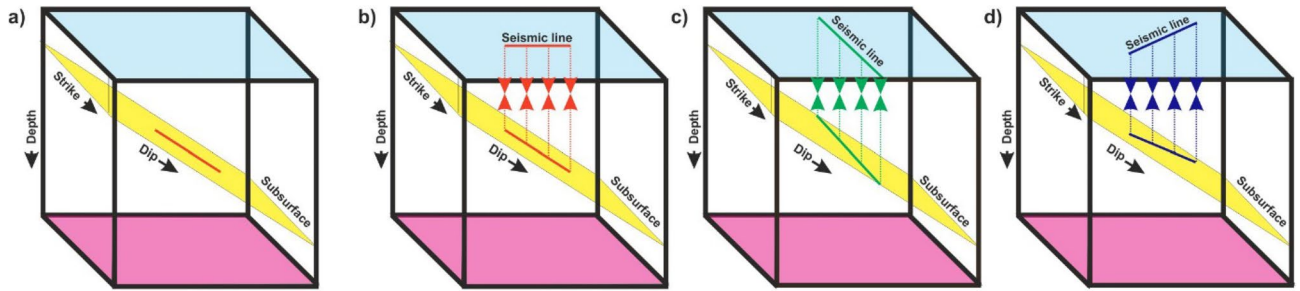 a)
Strike
Depth
Dip
Subsurface
b)
Seismic line
Strike
Depth
Dip
Subsurface
c)
Seismic line
Strike
Depth
Dip
Subsurface
d)
Seismic line
Strike
Depth
Dip
Subsurface